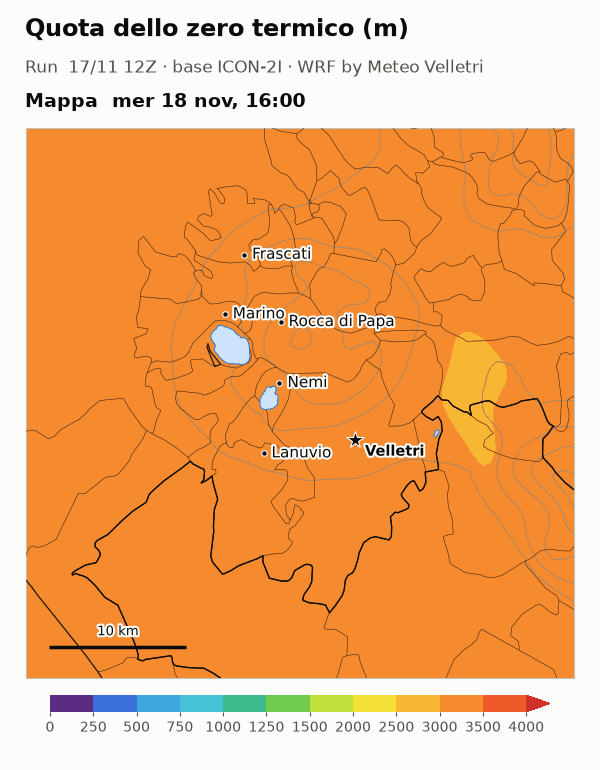 Quota dello zero termico (m)
Run 17/11 12Z · base ICON-2I · WRF by Meteo Velletri
Mappa mer 18 nov, 16:00
Frascati
Marino
Rocca di Papa
Nemi
Velletri
Lanuvio
10 km
0 250 500 750 1000 1250 1500 2000 2500 3000 3500 4000